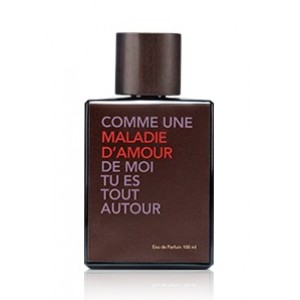 COMME UNE
MALADIE
D'AMOUR
DE MOI
TU ES
TOUT
AUTOUR
Eau de Parfum 100 ml